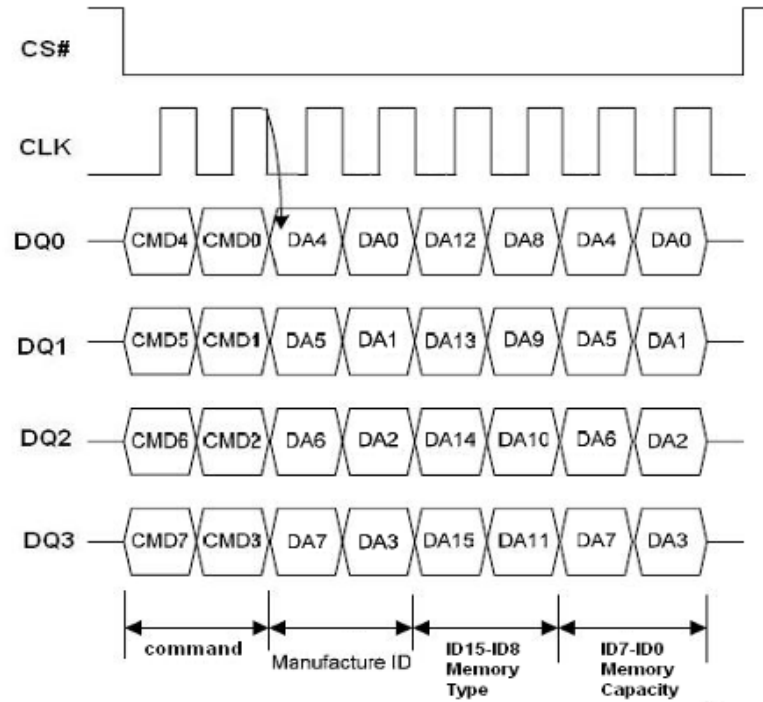 CS#
CLK
DQ0 CMD4 CMD0 DA4 DA0 DA12 DA8 DA4 DA0
DQ1 CMD5 CMD1 DA5 DA1 DA13 DA9 DA5 DA1
DQ2 CMD6 CMD2 DA6 DA2 DA14 DA10 DA6 DA2
DQ3 CMD7 CMD3 DA7 DA3 DA15 DA11 DA7 DA3
command
Manufacture ID
ID15-ID8
Memory
Type
ID7-ID0
Memory
Capacity